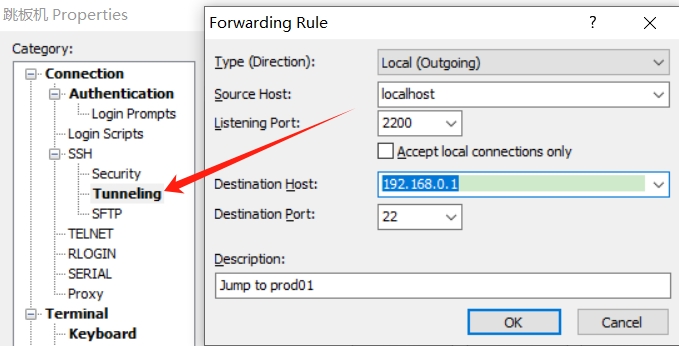 跳板机 Properties
Category:
Connection
Authentication
Login Prompts
Login Scripts
SSH
Security
Tunneling
SFTP
TELNET
RLOGIN
SERIAL
Proxy
Terminal
Keyboard
Forwarding Rule
Type (Direction):
Local (Outgoing)
Source Host:
localhost
Listening Port:
2200
Accept local connections only
Destination Host:
192.168.0.1
Destination Port:
22
Description:
Jump to prod01
OK
Cancel